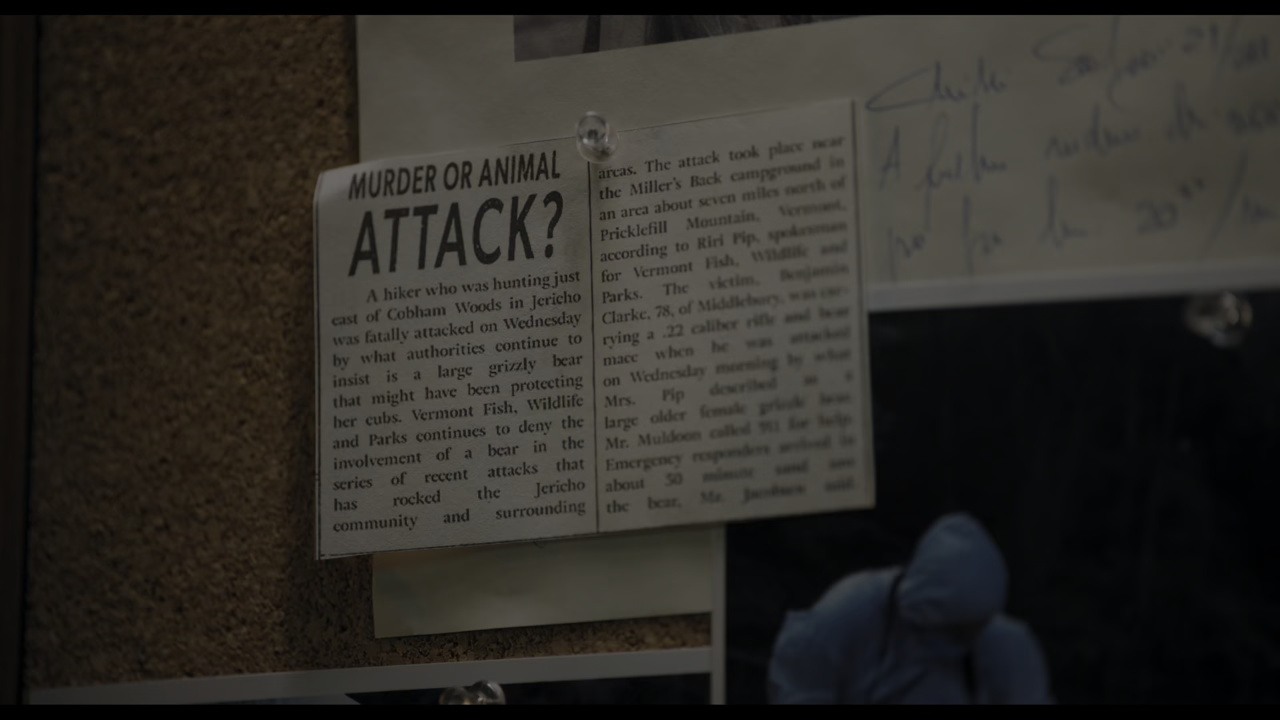 MURDER OR ANIMAL
ATTACK?
A hiker who was hunting just
east of Cobham Woods in Jericho
was fatally attacked on Wednesday
by what authorities continue to
insist is a large grizzly bear
that might have been protecting
her cubs. Vermont Fish, Wildlife
and Parks continues to deny the
involvement of a bear in the
series of recent attacks that
has rocked the Jericho
community and surrounding
areas. The attack took place near
the Miller's Back campground in
an area about seven miles north of
Pricklefill Mountain, Vermont,
according to Riri Pip, spokesman
for Vermont Fish, Wildlife and
Parks. The victim, Benjamin
Clarke, 78, of Middlebury, was car-
rying a .22 caliber rifle and bear
mace when he was attacked
on Wednesday morning by what
Mrs. Pip described as a
large older female grizzly bear.
Mr. Muldoon called 911 for help.
Emergency responders arrived in
about 50 minute and
the bear, Mr. Jacobsen said